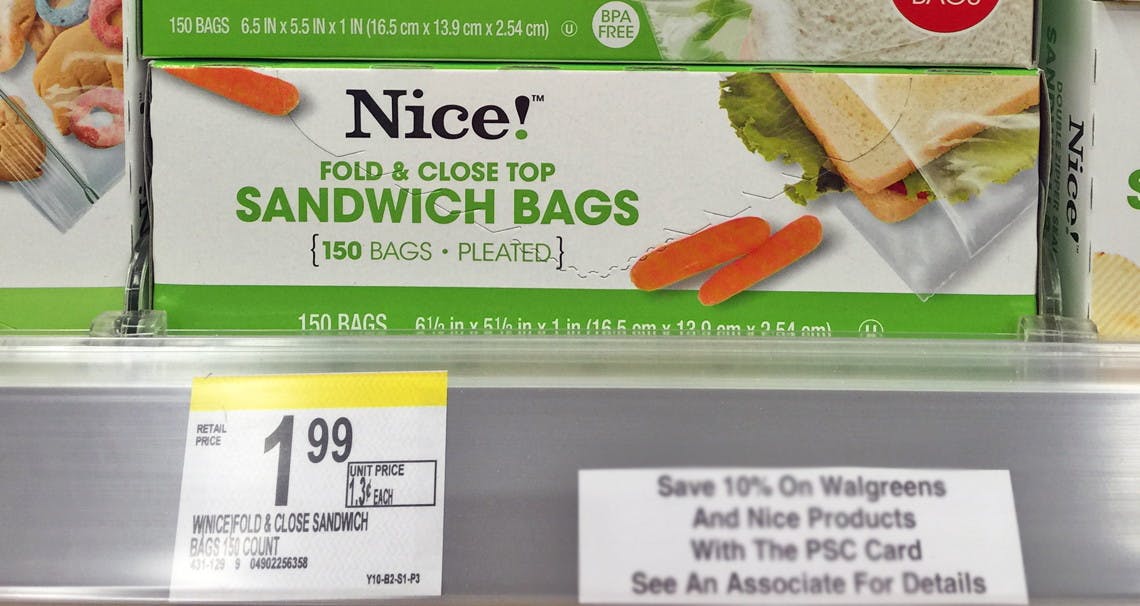 BAGS
150 BAGS 6.5 IN x 5.5 IN x 1 IN (16.5 cm x 13.9 cm x 2.54 cm) U
BPA
FREE
Nice!™
FOLD & CLOSE TOP
SANDWICH BAGS
{150 BAGS • PLEATED}
150 BAGS 6½ in x 5½ in x 1 in (16.5 cm x 13.9 cm x 2.54 cm) U
Nice!
DOUBLE ZIPPER SEAL
RETAIL
PRICE
1 99
UNIT PRICE
1.3¢ EACH
W/NICE FOLD & CLOSE SANDWICH
BAGS 150 COUNT
431-129 9 04902256358
Y10-B2-S1-P3
Save 10% On Walgreens
And Nice Products
With The PSC Card
See An Associate For Details